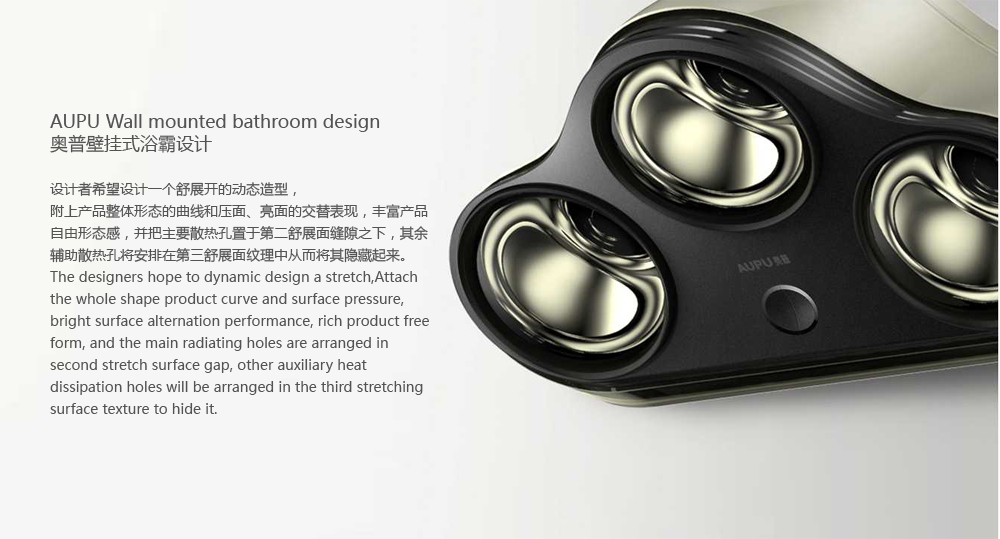 AUPU Wall mounted bathroom design
奥普壁挂式浴霸设计
设计者希望设计一个舒展开的动态造型，
附上产品整体形态的曲线和压面、亮面的交替表现，丰富产品
自由形态感，并把主要散热孔置于第二舒展面缝隙之下，其余
辅助散热孔将安排在第三舒展面纹理中从而将其隐藏起来。
The designers hope to dynamic design a stretch,Attach
the whole shape product curve and surface pressure,
bright surface alternation performance, rich product free
form, and the main radiating holes are arranged in
second stretch surface gap, other auxiliary heat
dissipation holes will be arranged in the third stretching
surface texture to hide it.
AUPU奥普